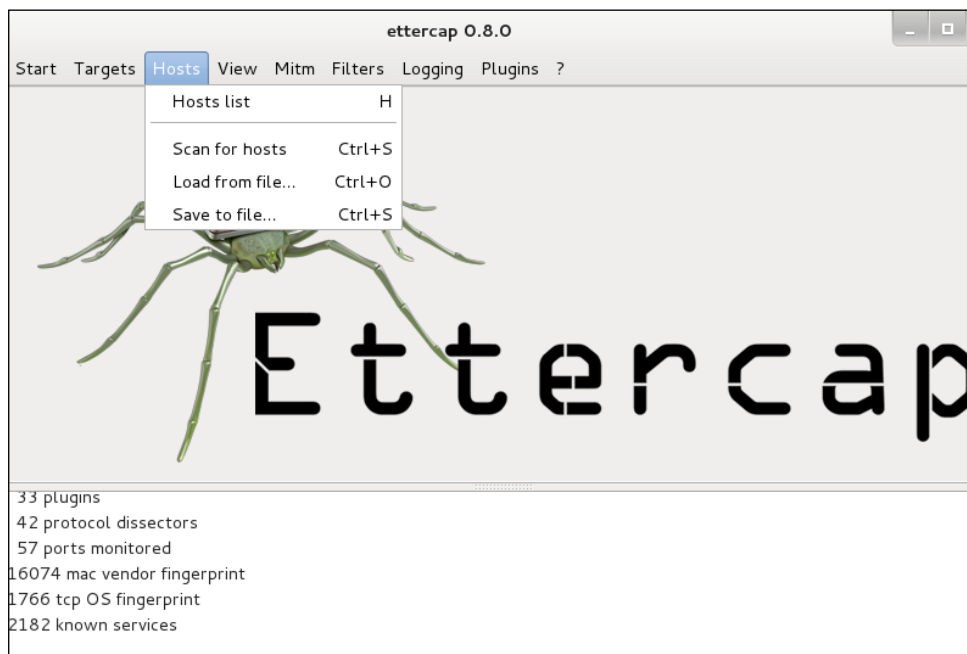 ettercap 0.8.0
Start Targets Hosts View Mitm Filters Logging Plugins ?
Hosts list H
Scan for hosts Ctrl+S
Load from file... Ctrl+O
Save to file... Ctrl+S
Ettercap
33 plugins
42 protocol dissectors
57 ports monitored
16074 mac vendor fingerprint
1766 tcp OS fingerprint
2182 known services